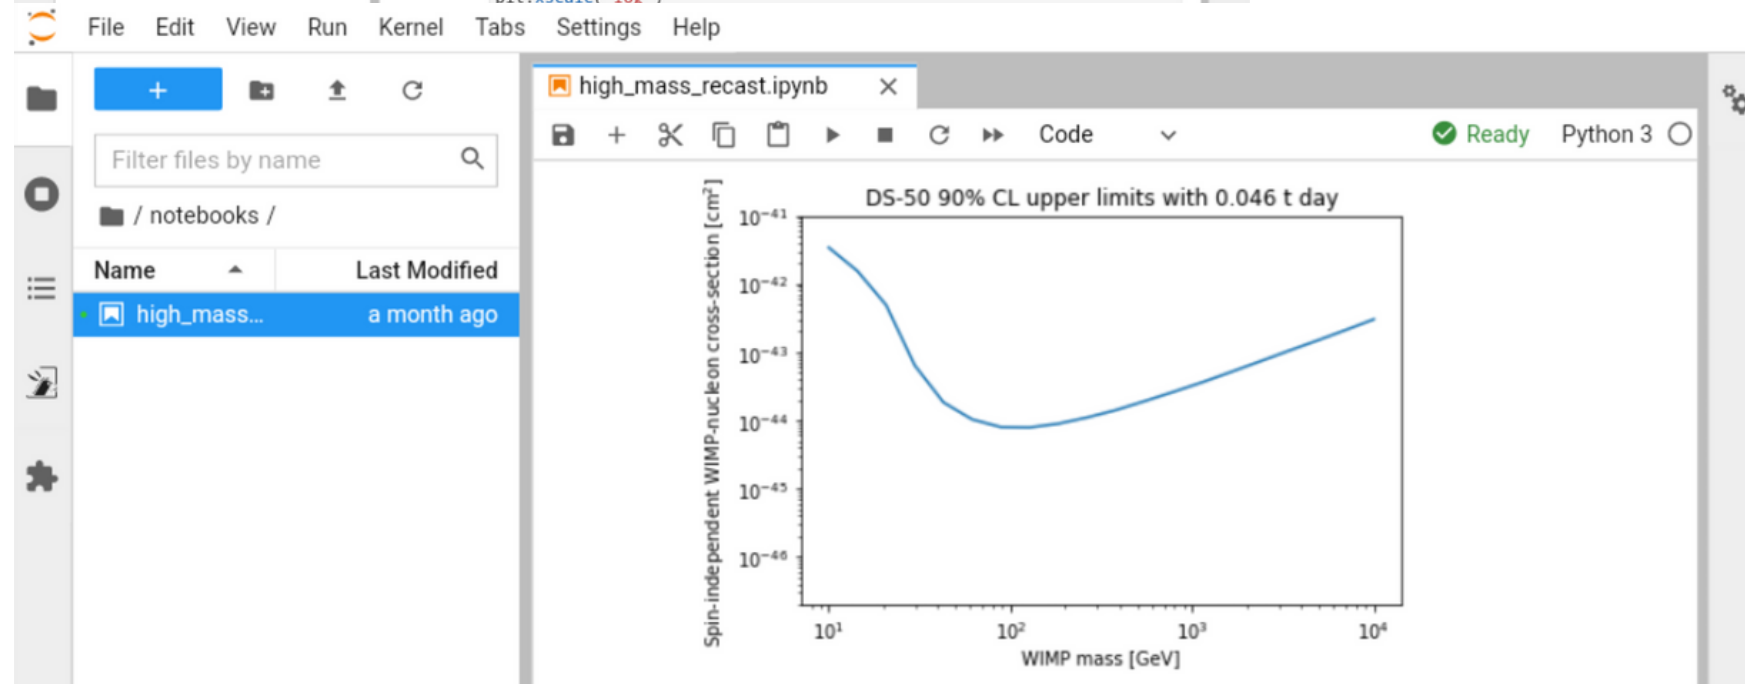 File Edit View Run Kernel Tabs Settings Help
+
Filter files by name
/ notebooks /
Name Last Modified
high_mass... a month ago
high_mass_recast.ipynb
Code Ready Python 3
DS-50 90% CL upper limits with 0.046 t day
Spin-independent WIMP-nucleon cross-section [cm²]
10⁻⁴¹
10⁻⁴²
10⁻⁴³
10⁻⁴⁴
10⁻⁴⁵
10⁻⁴⁶
10¹ 10² 10³ 10⁴
WIMP mass [GeV]